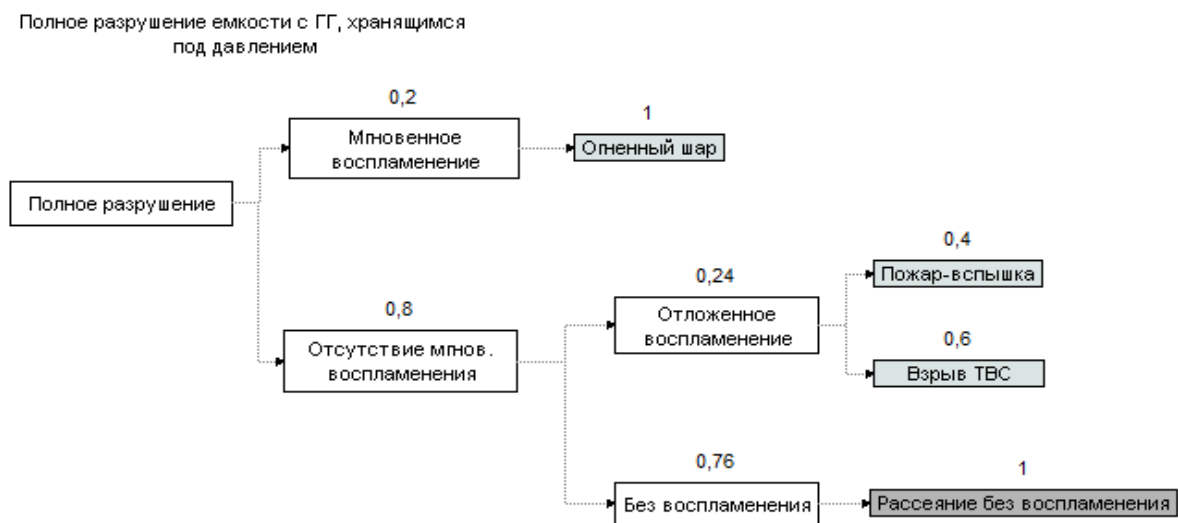 Полное разрушение емкости с ГГ, хранящимся
под давлением
0,2
Мгновенное
воспламенение
1
Огненный шар
Полное разрушение
0,8
Отсутствие мгнов.
воспламенения
0,24
Отложенное
воспламенение
0,4
Пожар-вспышка
0,6
Взрыв ТВС
0,76
Без воспламенения
1
Рассеяние без воспламенения